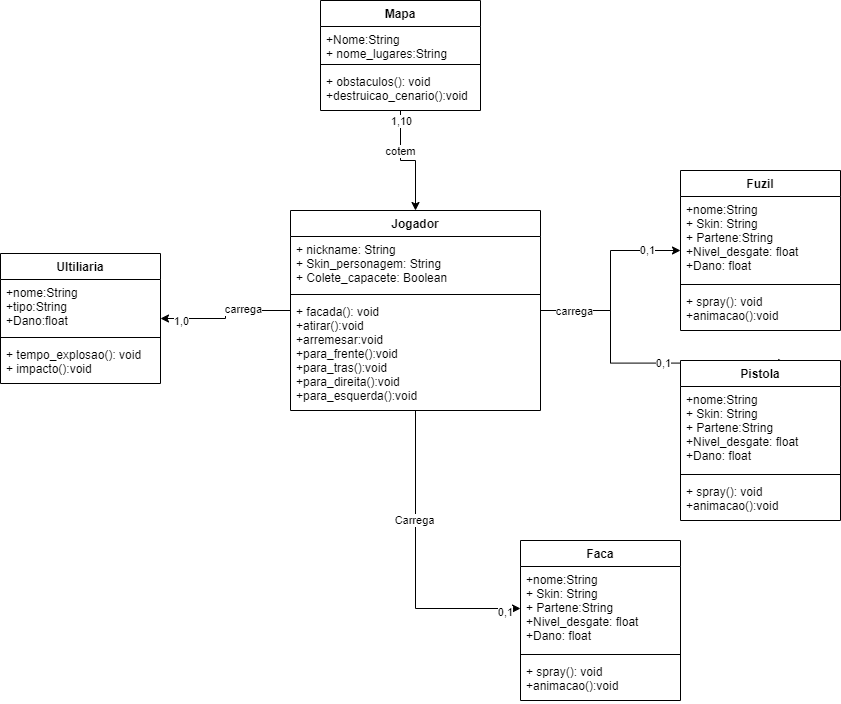 Mapa
+Nome:String
+ nome_lugares:String
+ obstaculos(): void
+destruicao_cenario():void
1,10
cotem
Jogador
+ nickname: String
+ Skin_personagem: String
+ Colete_capacete: Boolean
+ facada(): void
+atirar():void
+arremesar:void
+para_frente():void
+para_tras():void
+para_direita():void
+para_esquerda():void
carrega
1,0
Ultiliaria
+nome:String
+tipo:String
+Dano:float
+ tempo_explosao(): void
+ impacto():void
carrega
0,1
Fuzil
+nome:String
+ Skin: String
+ Partene:String
+Nivel_desgate: float
+Dano: float
+ spray(): void
+animacao():void
0,1
Pistola
+nome:String
+ Skin: String
+ Partene:String
+Nivel_desgate: float
+Dano: float
+ spray(): void
+animacao():void
Carrega
0,1
Faca
+nome:String
+ Skin: String
+ Partene:String
+Nivel_desgate: float
+Dano: float
+ spray(): void
+animacao():void